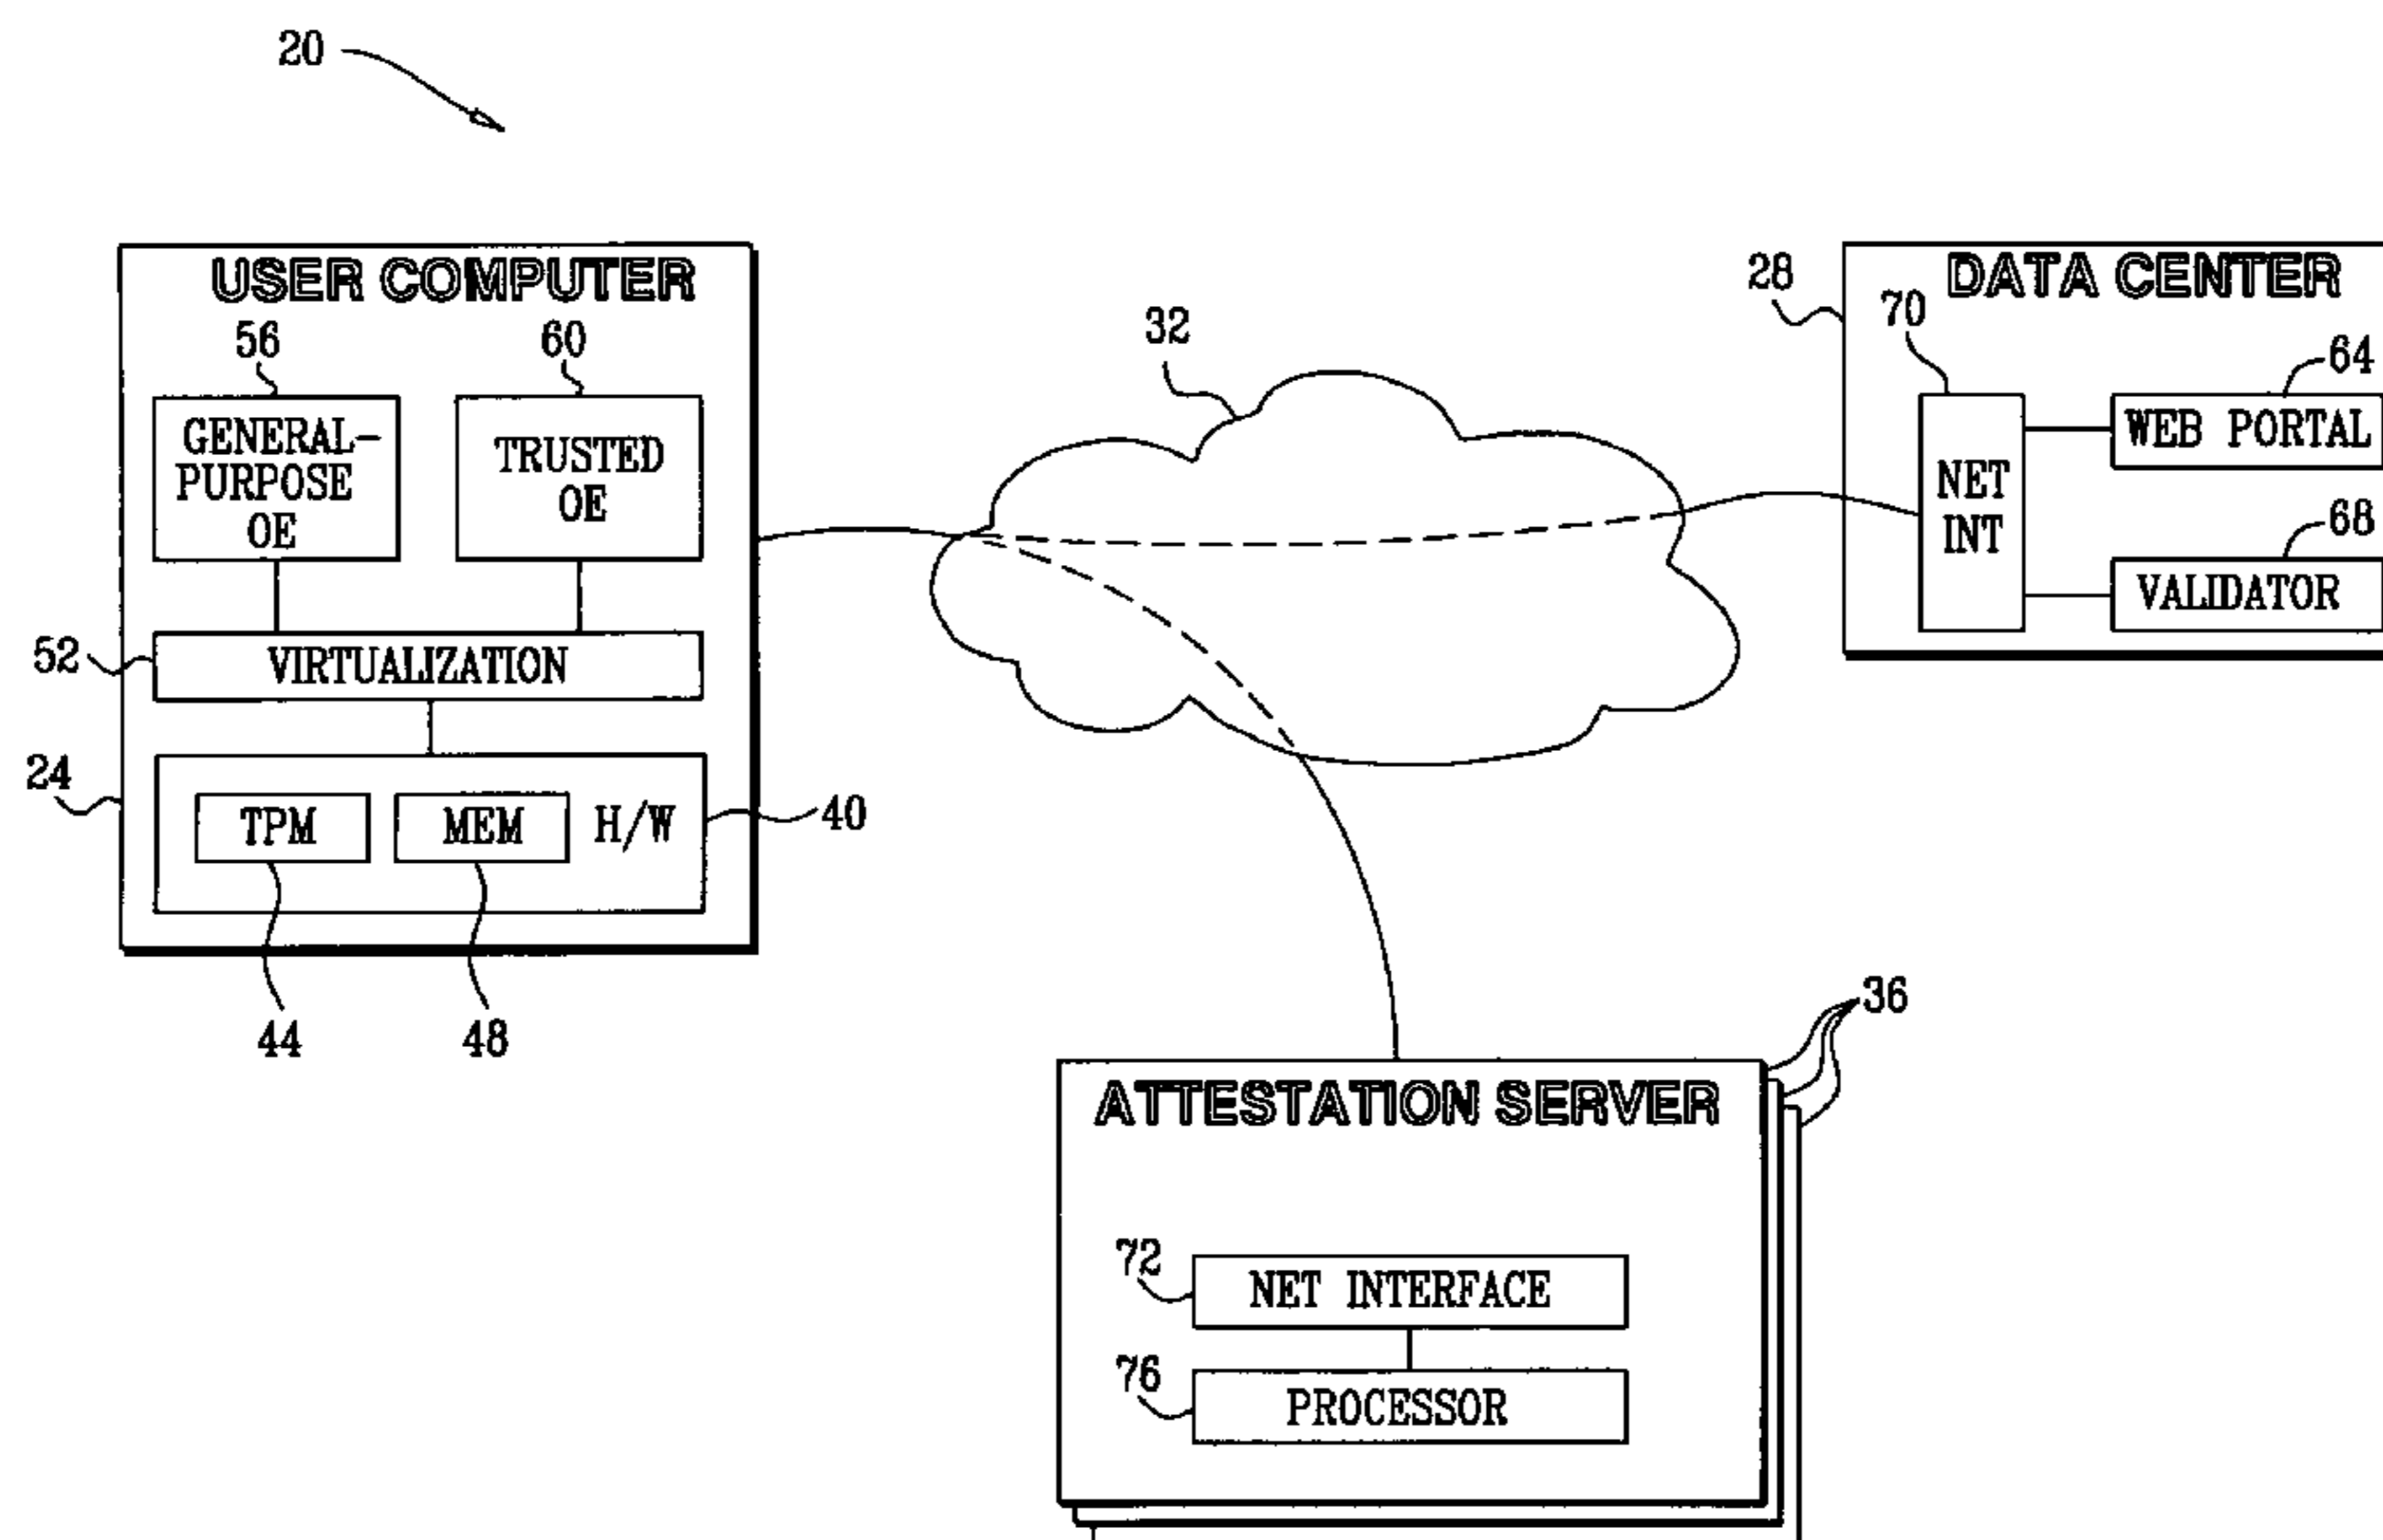 20
USER COMPUTER
56
60
GENERAL-
PURPOSE
OE
TRUSTED
OE
52
VIRTUALIZATION
24
TPM
MEM
H/W
40
44
48
32
28
DATA CENTER
70
64
NET
INT
WEB PORTAL
68
VALIDATOR
36
ATTESTATION SERVER
72
NET INTERFACE
76
PROCESSOR